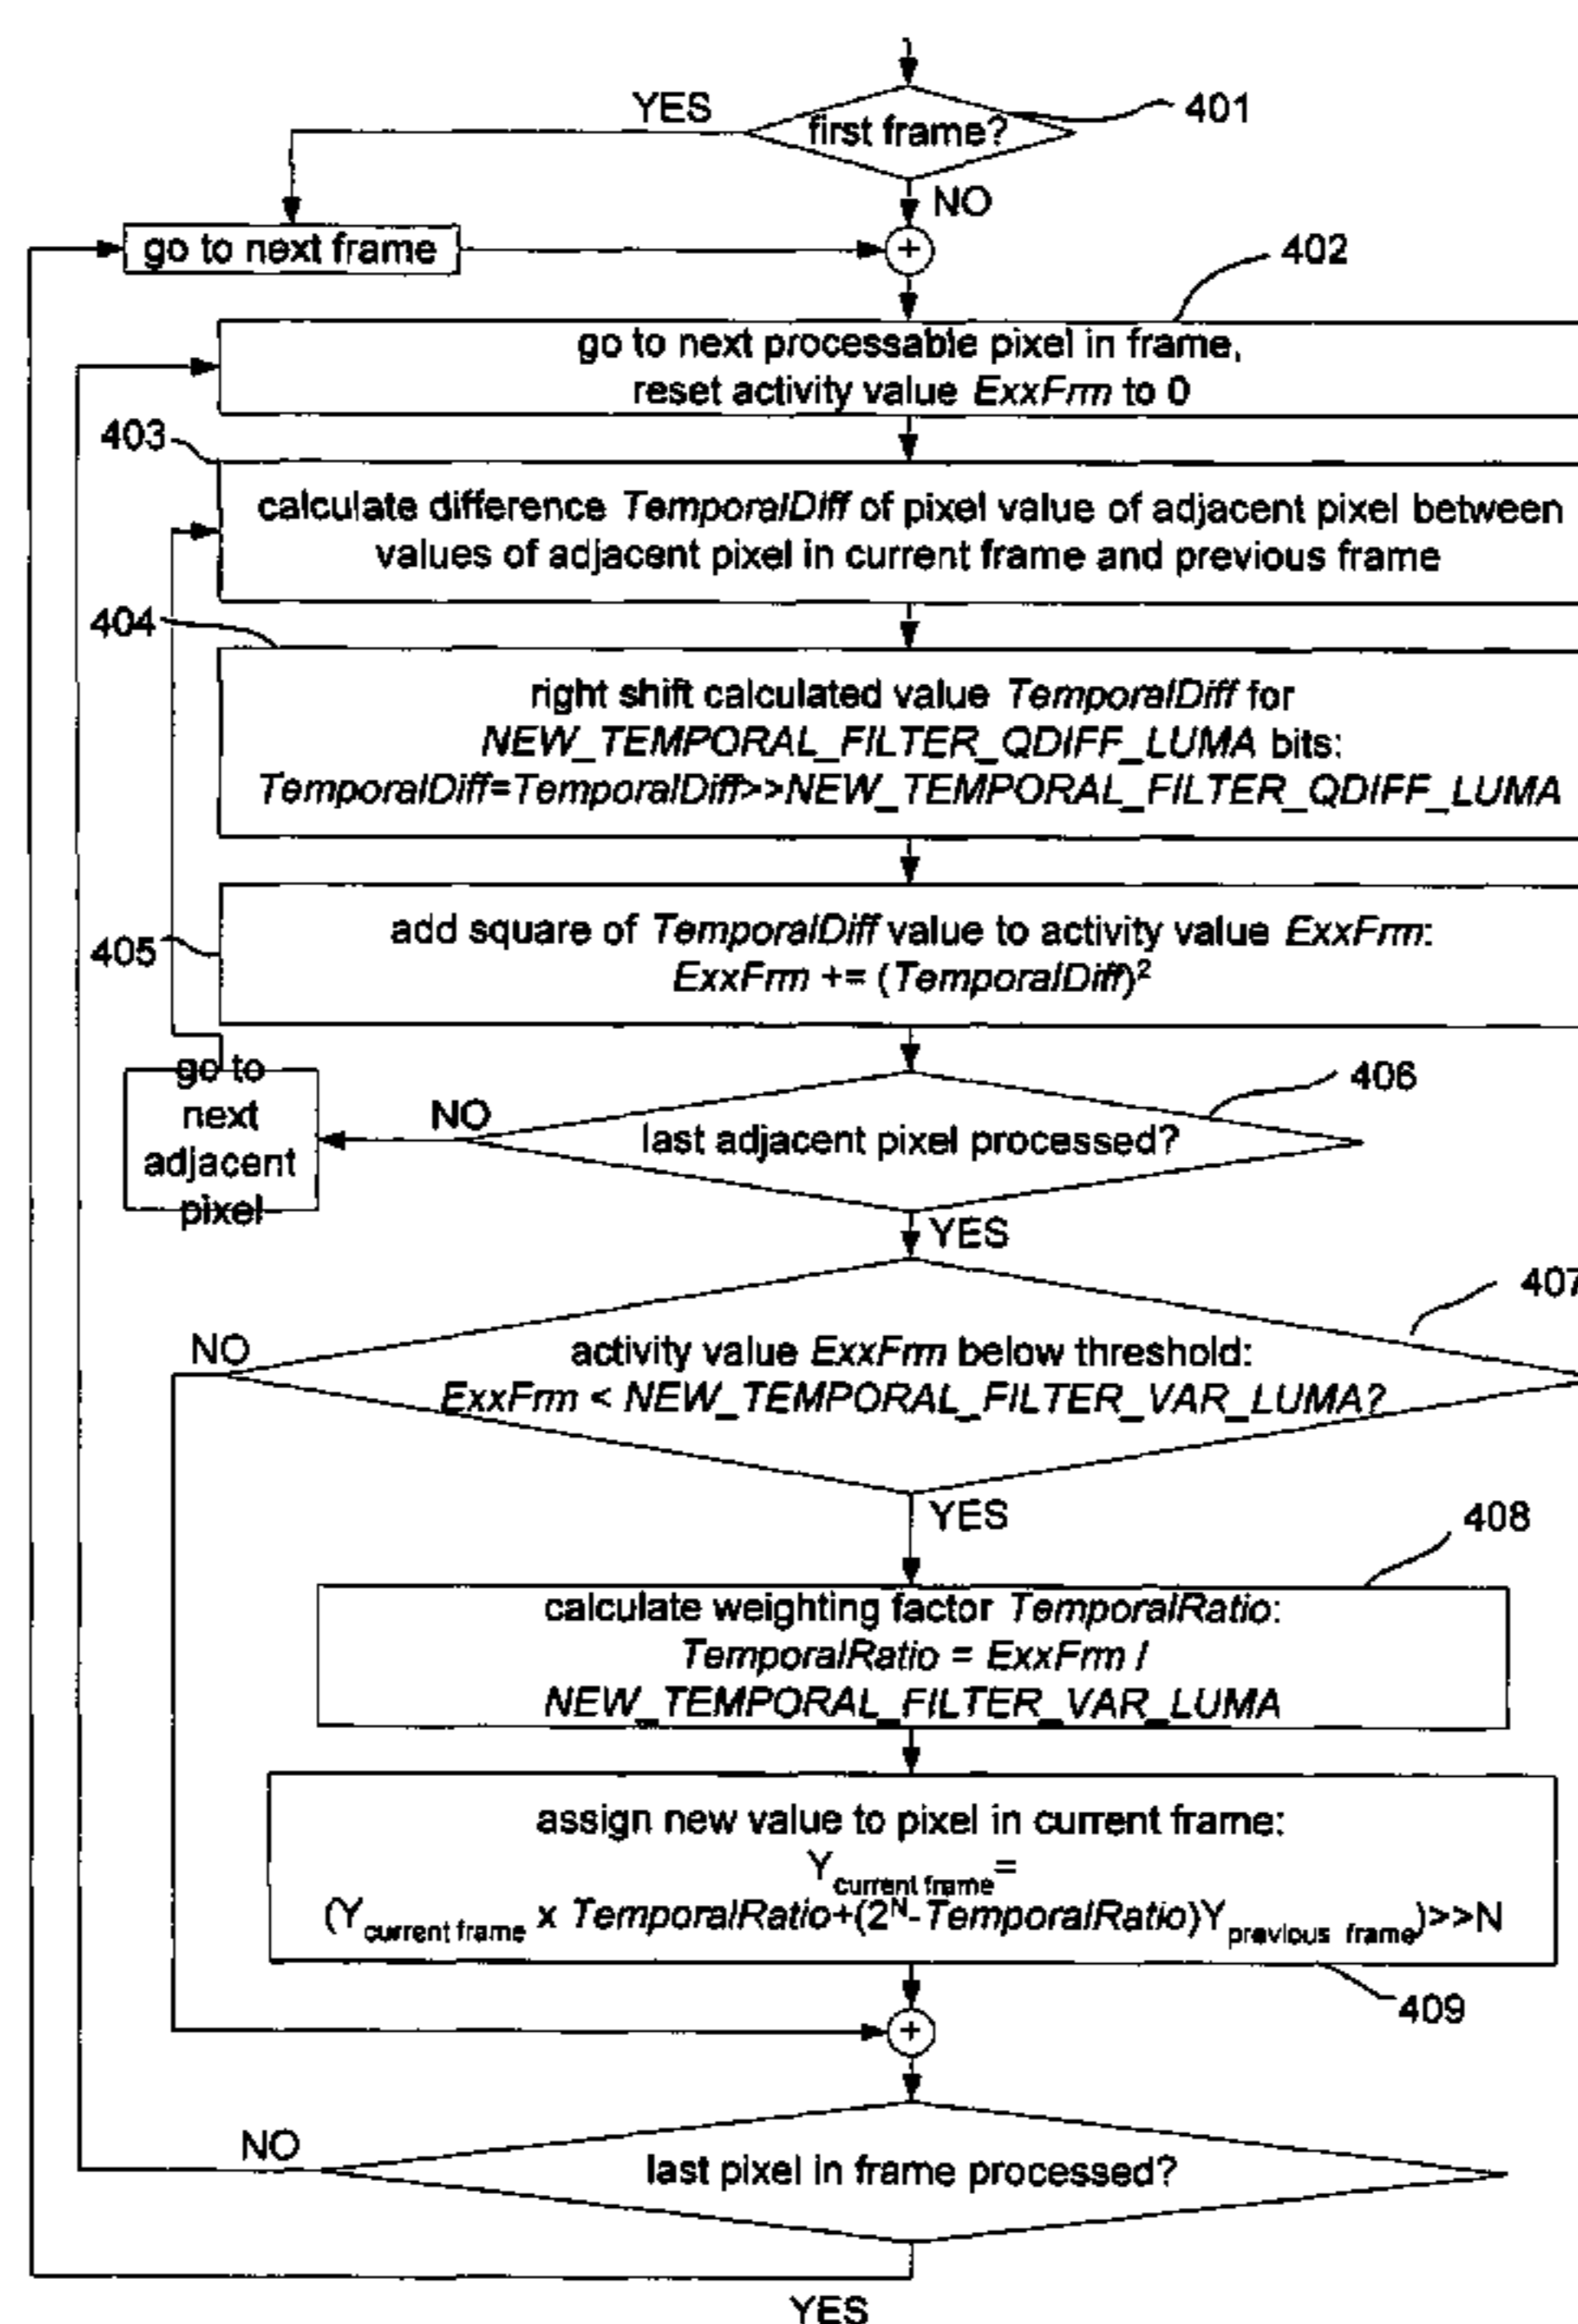 YES
first frame?
401
NO
go to next frame
+
402
go to next processable pixel in frame,
reset activity value ExxFrm to 0
403
calculate difference TemporalDiff of pixel value of adjacent pixel between
values of adjacent pixel in current frame and previous frame
404
right shift calculated value TemporalDiff for
NEW_TEMPORAL_FILTER_QDIFF_LUMA bits:
TemporalDiff=TemporalDiff>>NEW_TEMPORAL_FILTER_QDIFF_LUMA
405
add square of TemporalDiff value to activity value ExxFrm:
ExxFrm += (TemporalDiff)²
go to
next
adjacent
pixel
NO
last adjacent pixel processed?
406
YES
407
NO
activity value ExxFrm below threshold:
ExxFrm < NEW_TEMPORAL_FILTER_VAR_LUMA?
YES
408
calculate weighting factor TemporalRatio:
TemporalRatio = ExxFrm /
NEW_TEMPORAL_FILTER_VAR_LUMA
assign new value to pixel in current frame:
Y current frame=
(Y current frame x TemporalRatio+(2ᴺ-TemporalRatio)Y previous frame)>>N
409
+
NO
last pixel in frame processed?
YES